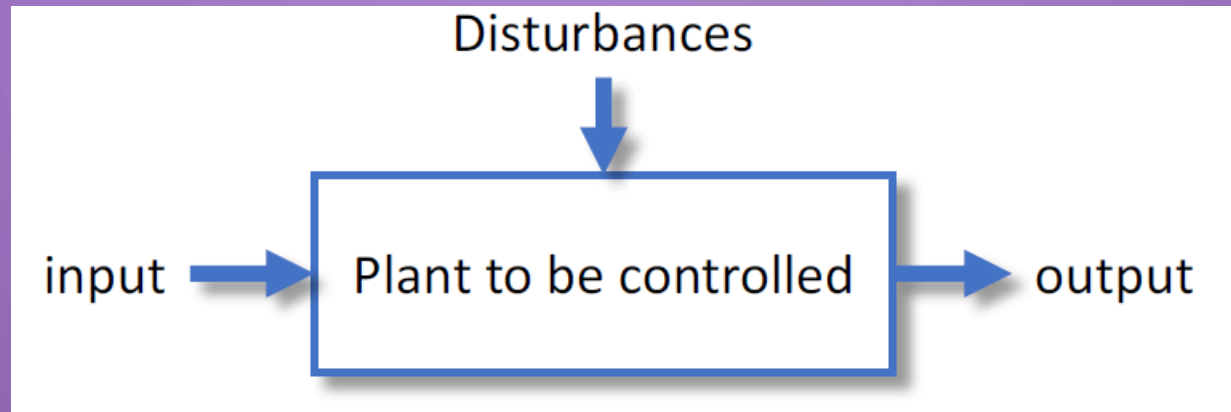 Disturbances
input
Plant to be controlled
output